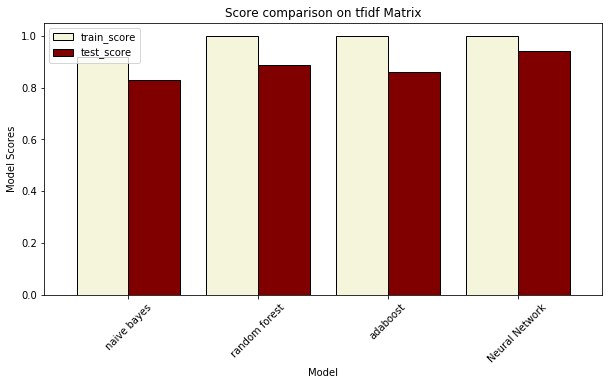 Score comparison on tfidf Matrix
train_score
test_score
Model Scores
1.0
0.8
0.6
0.4
0.2
0.0
naive bayes
random forest
adaboost
Neural Network
Model